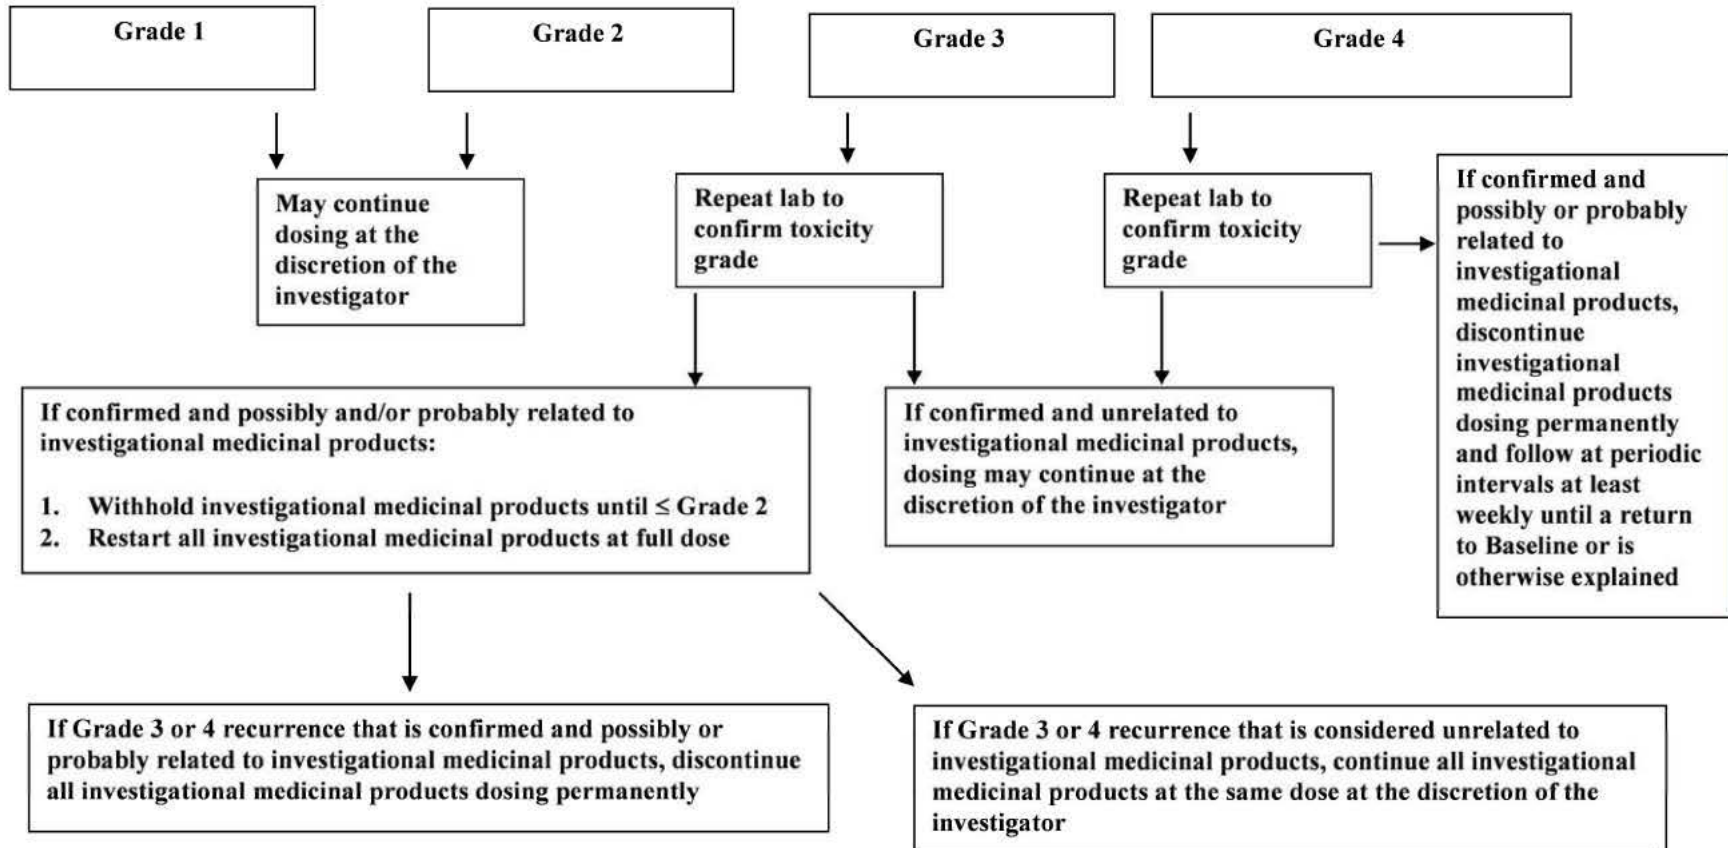 Grade 1
Grade 2
Grade 3
Grade 4
May continue
dosing at the
discretion of the
investigator
Repeat lab to
confirm toxicity
grade
Repeat lab to
confirm toxicity
grade
If confirmed and
possibly or probably
related to
investigational
medicinal products,
discontinue
investigational
medicinal products
dosing permanently
and follow at periodic
intervals at least
weekly until a return
to Baseline or is
otherwise explained
If confirmed and possibly and/or probably related to
investigational medicinal products:
1. Withhold investigational medicinal products until ≤ Grade 2
2. Restart all investigational medicinal products at full dose
If confirmed and unrelated to
investigational medicinal products,
dosing may continue at the
discretion of the investigator
If Grade 3 or 4 recurrence that is confirmed and possibly or
probably related to investigational medicinal products, discontinue
all investigational medicinal products dosing permanently
If Grade 3 or 4 recurrence that is considered unrelated to
investigational medicinal products, continue all investigational
medicinal products at the same dose at the discretion of the
investigator